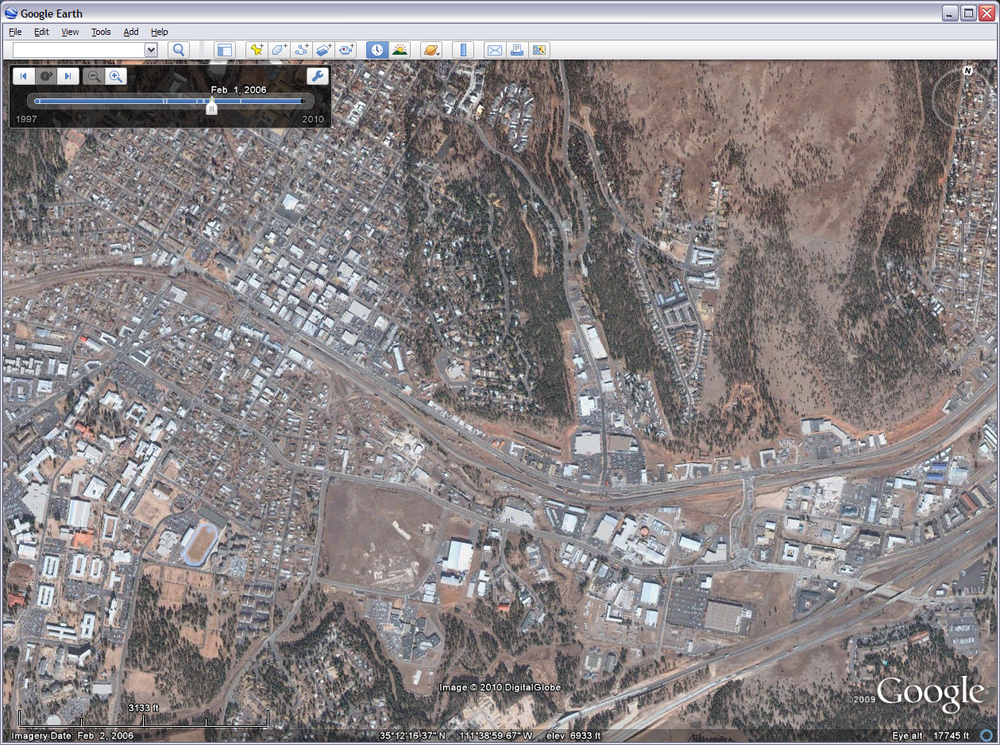 Google Earth
File Edit View Tools Add Help
Feb 1, 2006
1997
2010
N
Image © 2010 DigitalGlobe
©2009 Google
3133 ft
Imagery Date: Feb 2, 2006
35°12'16.37" N 111°38'59.67" W elev 6933 ft
Eye alt 17745 ft